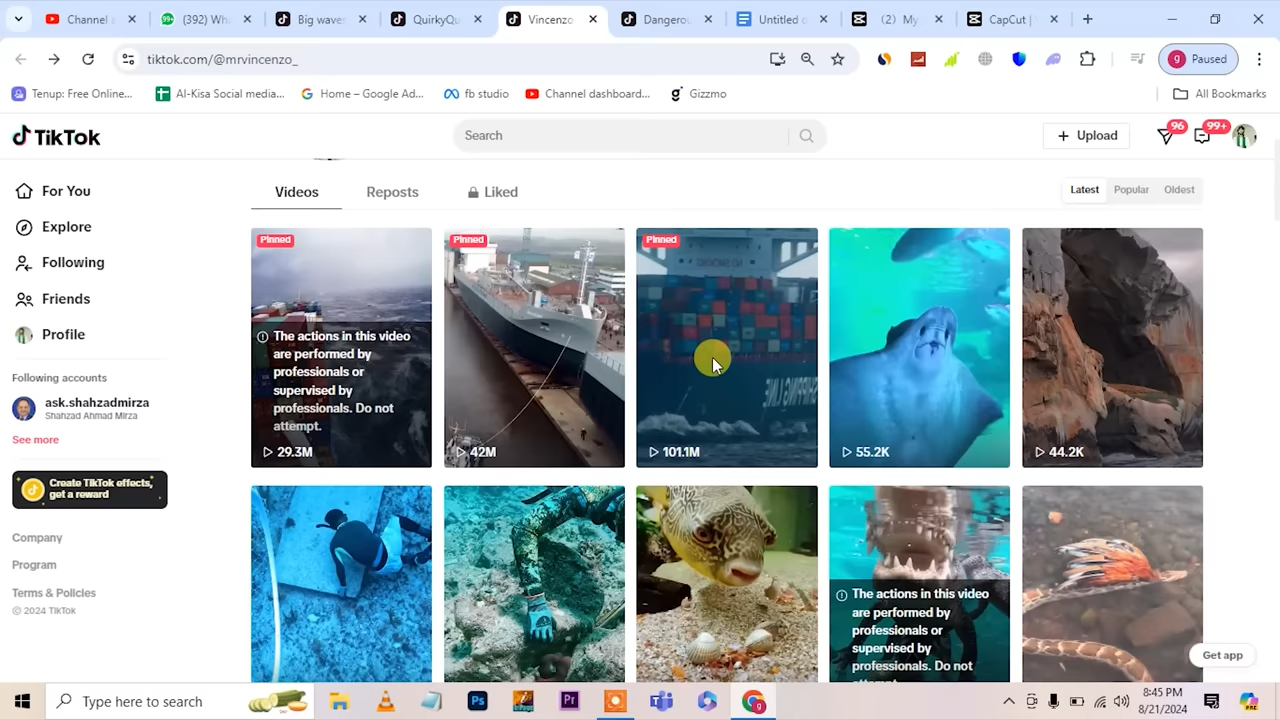 Channel
(392) Wh
Big waves
QuirkyQu
Vincenzo
Dangerou
Untitled
(2) My
CapCut |
tiktok.com/@mrvincenzo_
g Paused
Tenup: Free Online...
Al-Kisa Social media...
Home – Google Ad...
fb studio
Channel dashboard...
Gizzmo
All Bookmarks
TikTok
Search
Upload
96
99+
For You
Explore
Following
Friends
Profile
Following accounts
ask.shahzadmirza
Shahzad Ahmad Mirza
See more
Create TikTok effects,
get a reward
Company
Program
Terms & Policies
© 2024 TikTok
Videos
Reposts
Liked
Latest
Popular
Oldest
Pinned
Pinned
Pinned
The actions in this video
are performed by
professionals or
supervised by
professionals. Do not
attempt.
29.3M
42M
101.1M
55.2K
44.2K
The actions in this video
are performed by
professionals or
supervised by
professionals. Do not
Get app
Type here to search
Ps
Pr
8:45 PM
8/21/2024